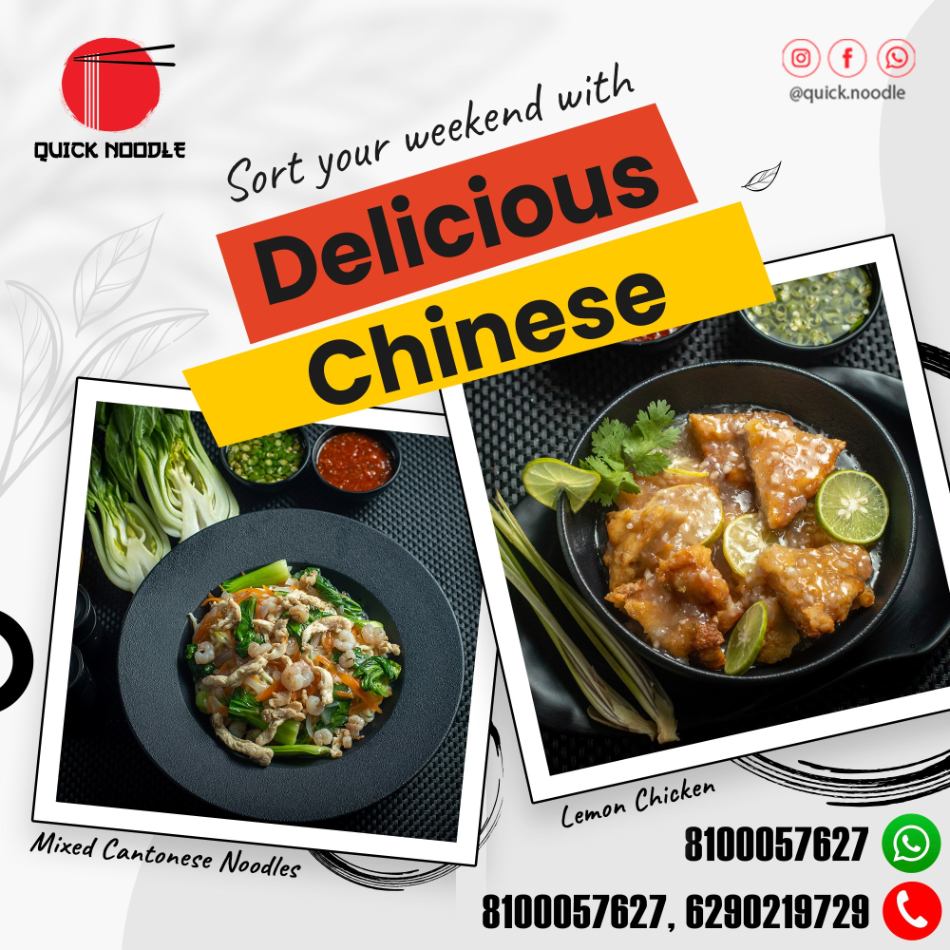 QUICK NOODLE
@quick.noodle
Sort your weekend with
Delicious
Chinese
Mixed Cantonese Noodles
Lemon Chicken
8100057627
8100057627, 6290219729